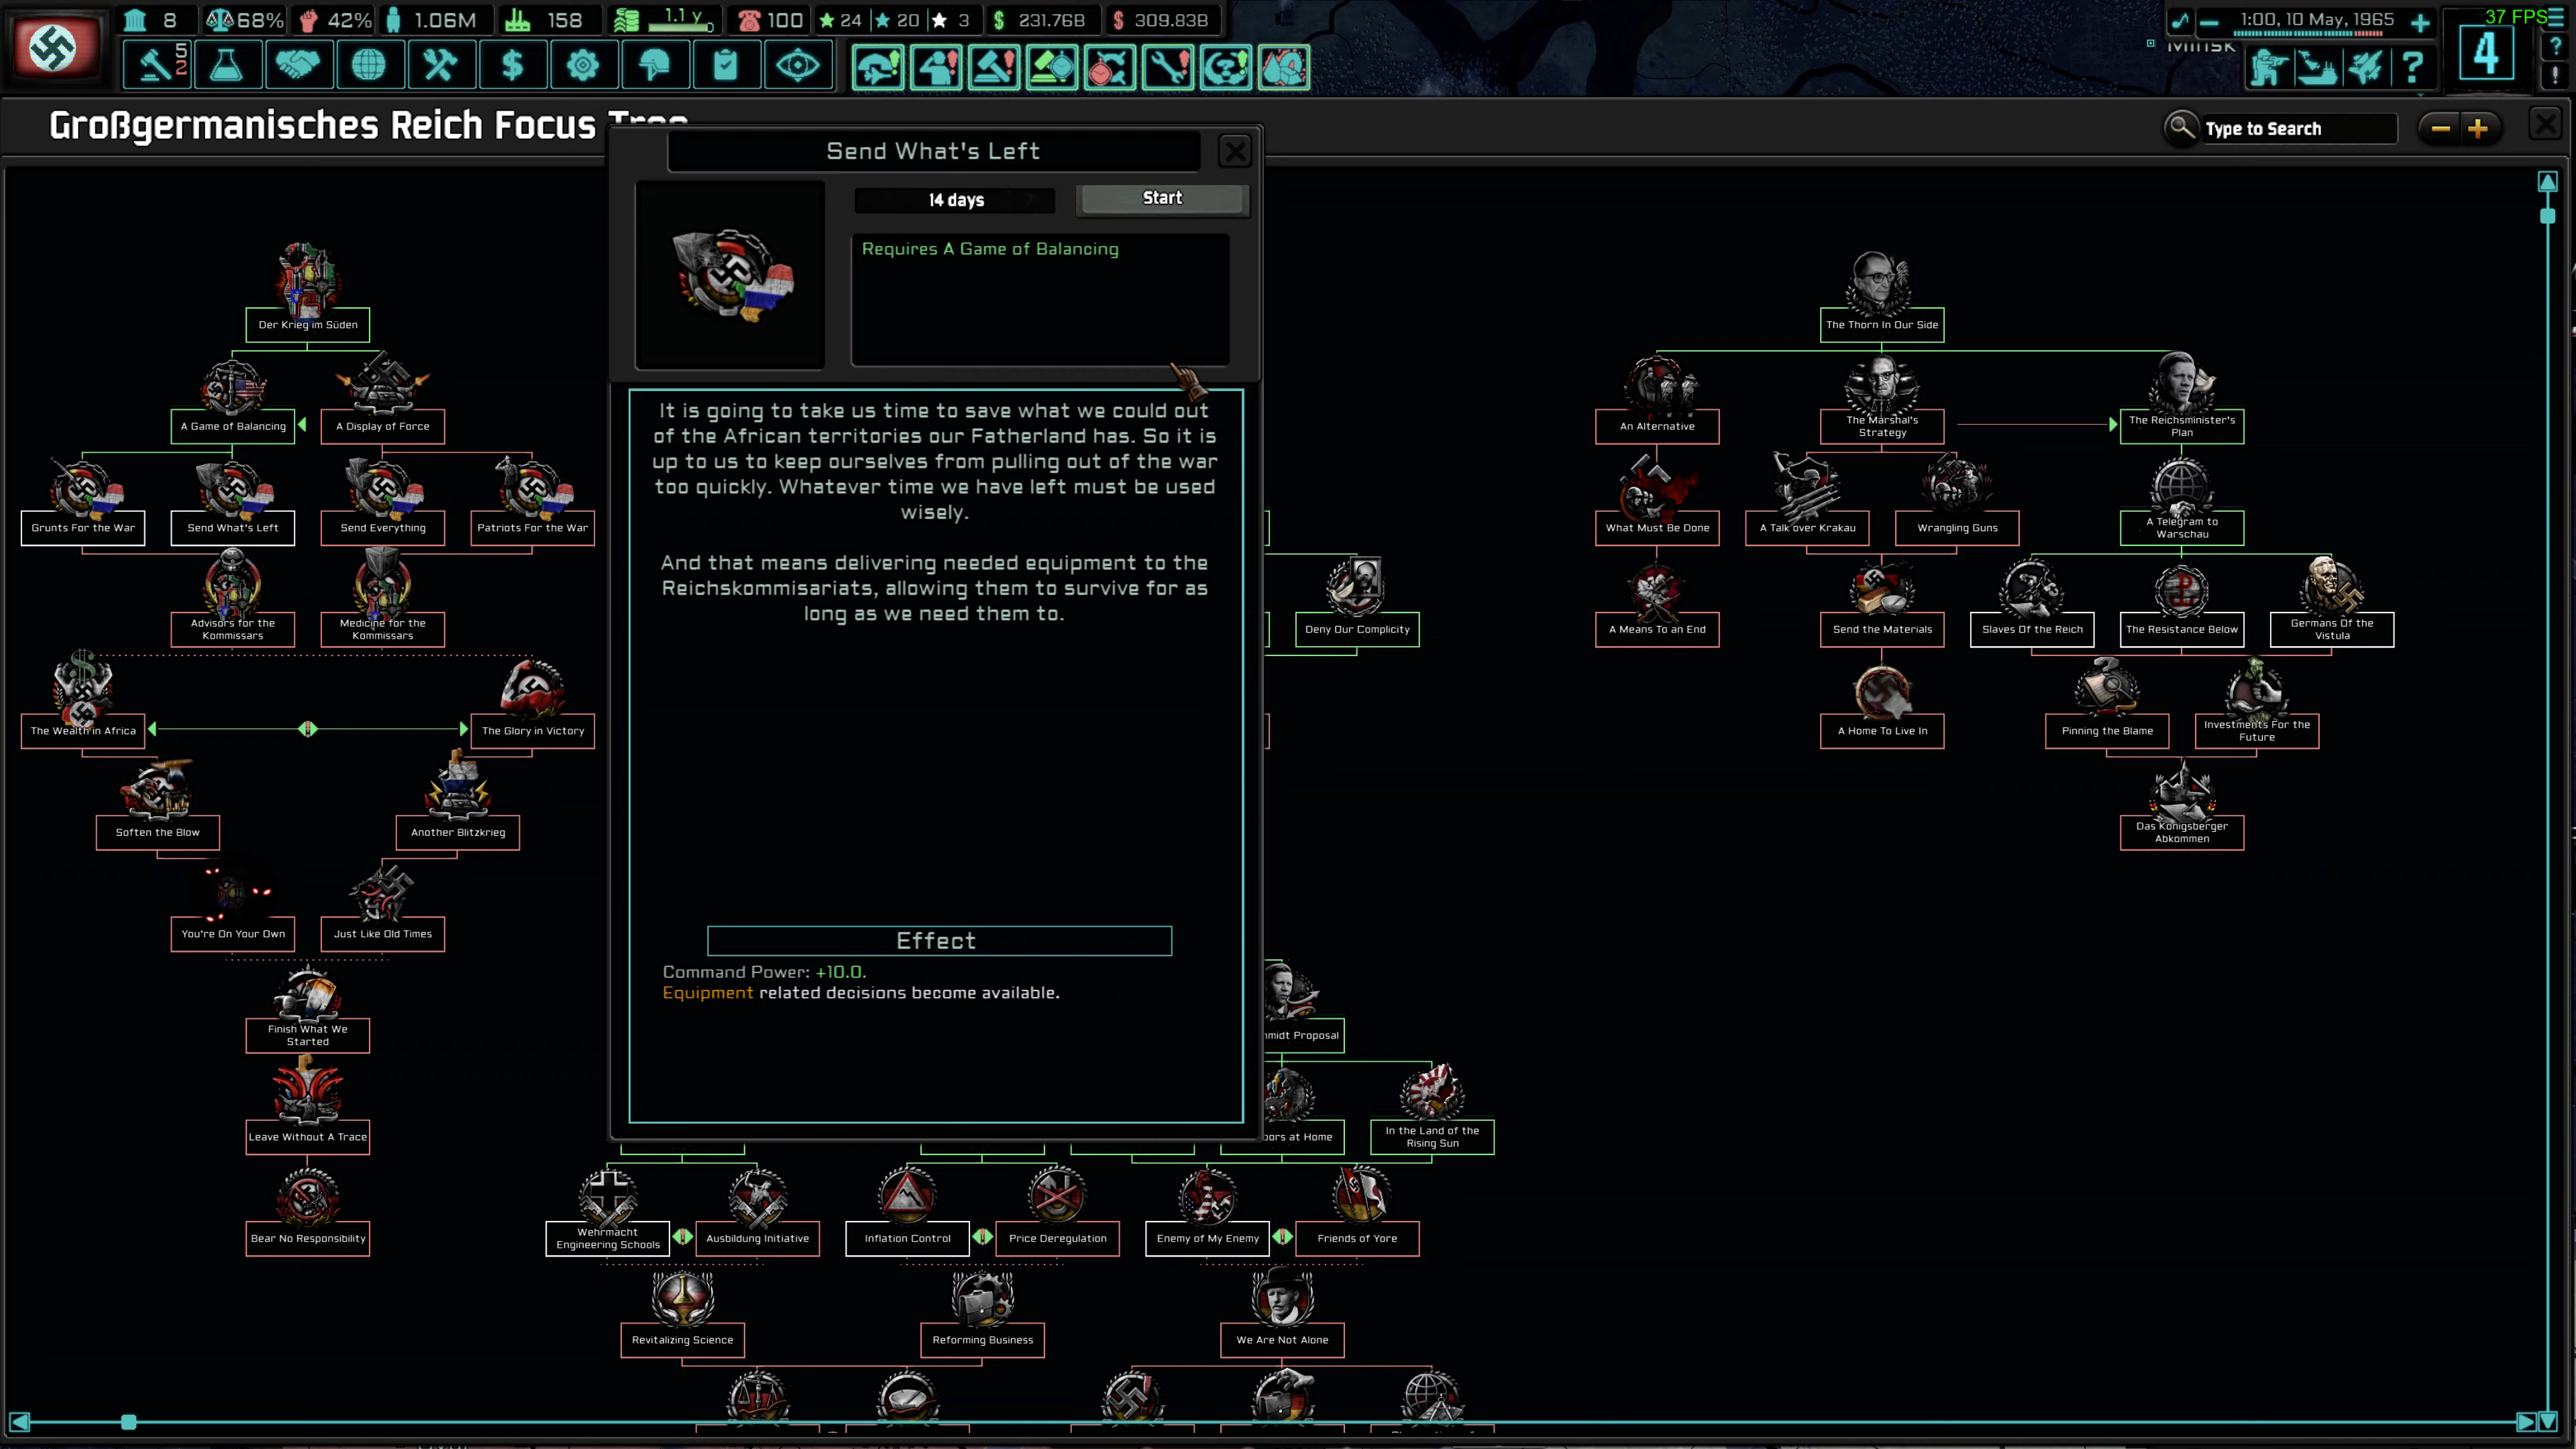 8
68%
42%
1.06M
158
1.1 y
100
24
20
3
$ 231.76B
$ 309.83B
1:00, 10 May, 1965
37 FPS
4
Minsk
5
2
Großgermanisches Reich Focus
Type to Search
Send What's Left
14 days
Start
Requires A Game of Balancing
It is going to take us time to save what we could out
of the African territories our Fatherland has. So it is
up to us to keep ourselves from pulling out of the war
too quickly. Whatever time we have left must be used
wisely.
And that means delivering needed equipment to the
Reichskommisariats, allowing them to survive for as
long as we need them to.
Effect
Command Power: +10.0.
Equipment related decisions become available.
Der Krieg im Süden
A Game of Balancing
A Display of Force
Grunts For the War
Send What's Left
Send Everything
Patriots For the War
Advisors for the
Kommissars
Medicine for the
Kommissars
The Wealth in Africa
The Glory in Victory
Soften the Blow
Another Blitzkrieg
You're On Your Own
Just Like Old Times
Finish What We
Started
Leave Without A Trace
Bear No Responsibility
The Thorn In Our Side
An Alternative
The Marshal's
Strategy
The Reichsminister's
Plan
What Must Be Done
A Talk over Krakau
Wrangling Guns
A Telegram to
Warschau
Deny Our Complicity
A Means To an End
Send the Materials
Slaves Of the Reich
The Resistance Below
Germans Of the
Vistula
A Home To Live In
Pinning the Blame
Investments For the
Future
Das Königsberger
Abkommen
midt Proposal
ors at Home
In the Land of the
Rising Sun
Wehrmacht
Engineering Schools
Ausbildung Initiative
Inflation Control
Price Deregulation
Enemy of My Enemy
Friends of Yore
Revitalizing Science
Reforming Business
We Are Not Alone